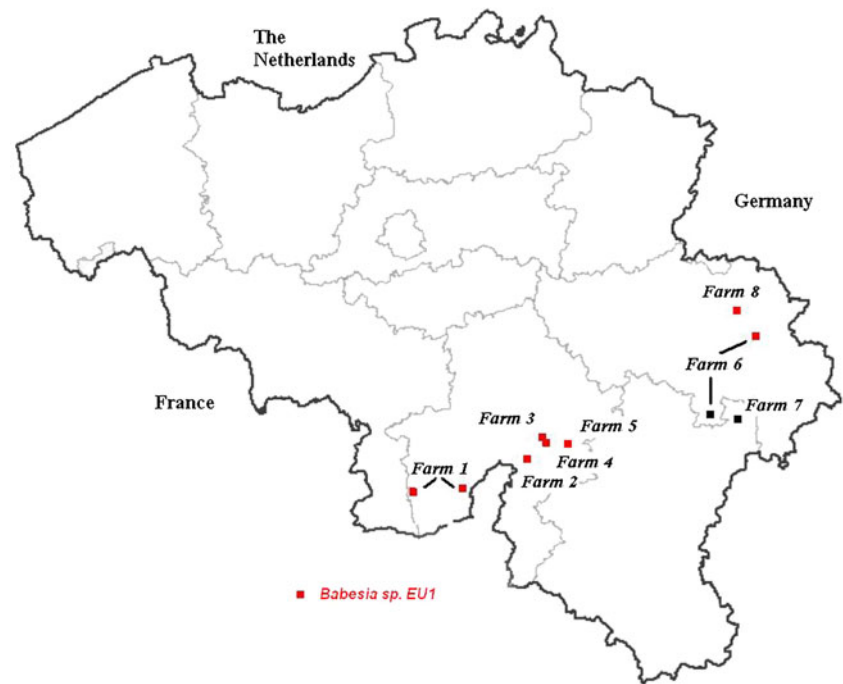 The
Netherlands
Germany
Farm 8
Farm 6
France
Farm 7
Farm 3
Farm 5
Farm 4
Farm 1
Farm 2
Babesia sp. EU1